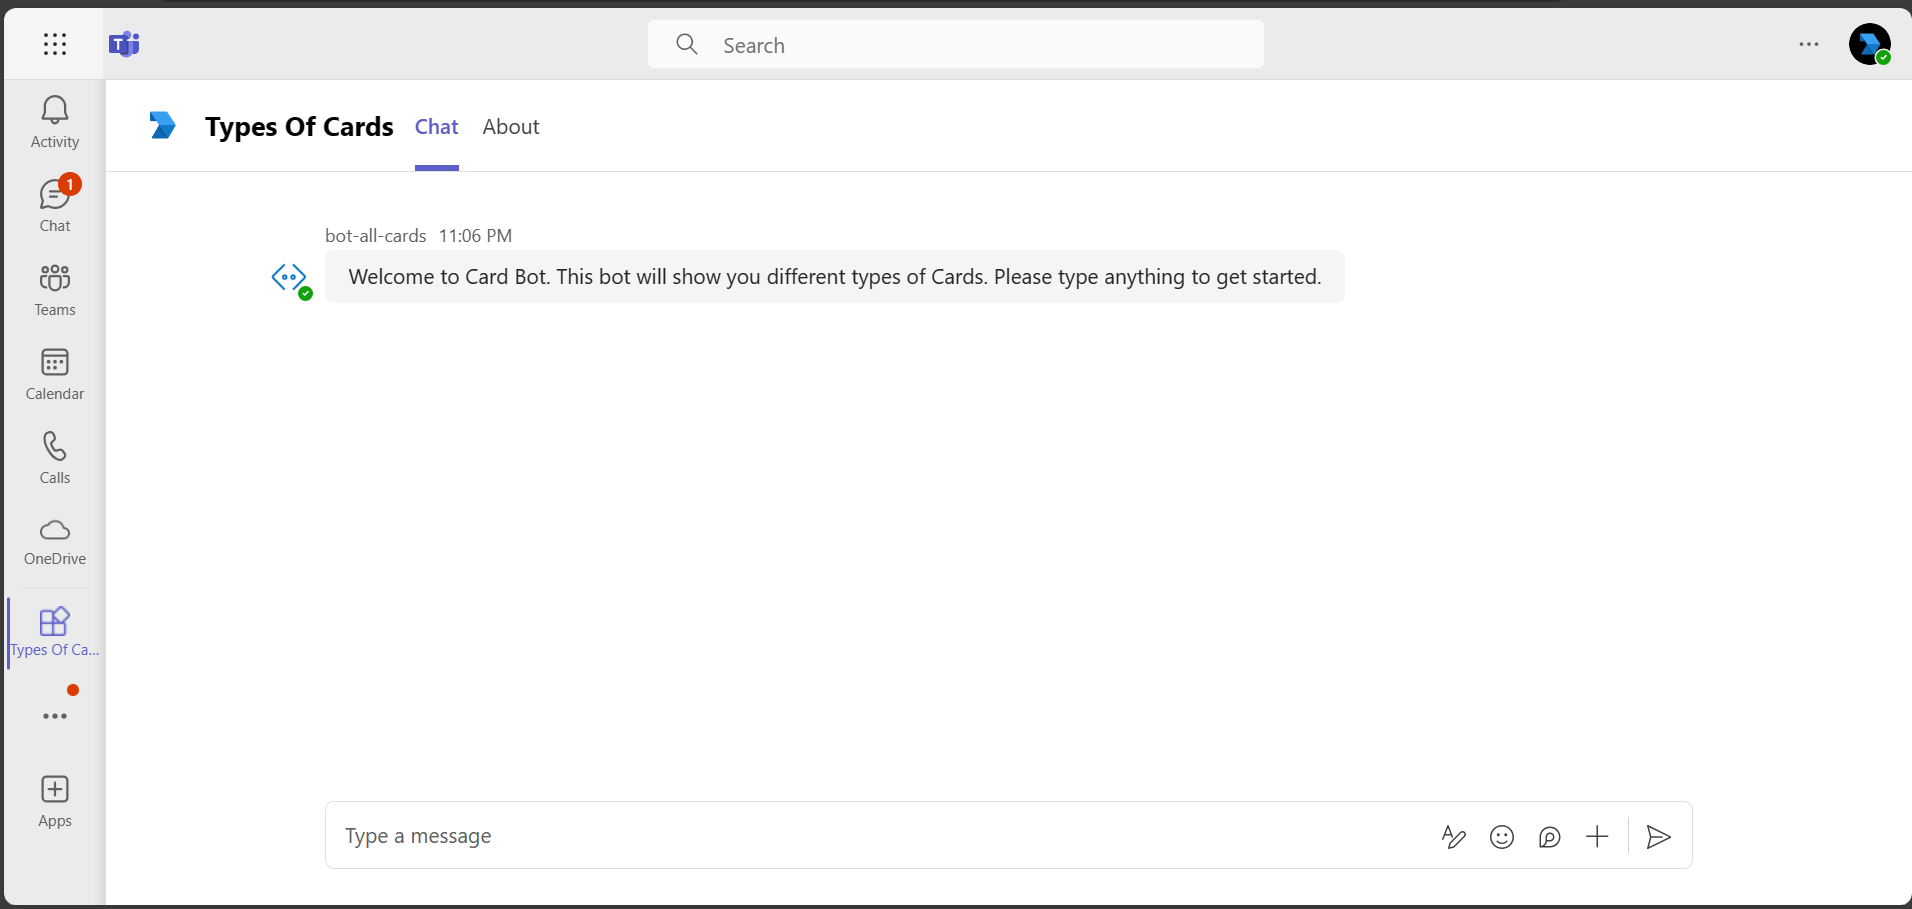 Search
Activity
1
Chat
Teams
Calendar
Calls
OneDrive
Types Of Ca...
Apps
Types Of Cards Chat About
bot-all-cards 11:06 PM
Welcome to Card Bot. This bot will show you different types of Cards. Please type anything to get started.
Type a message